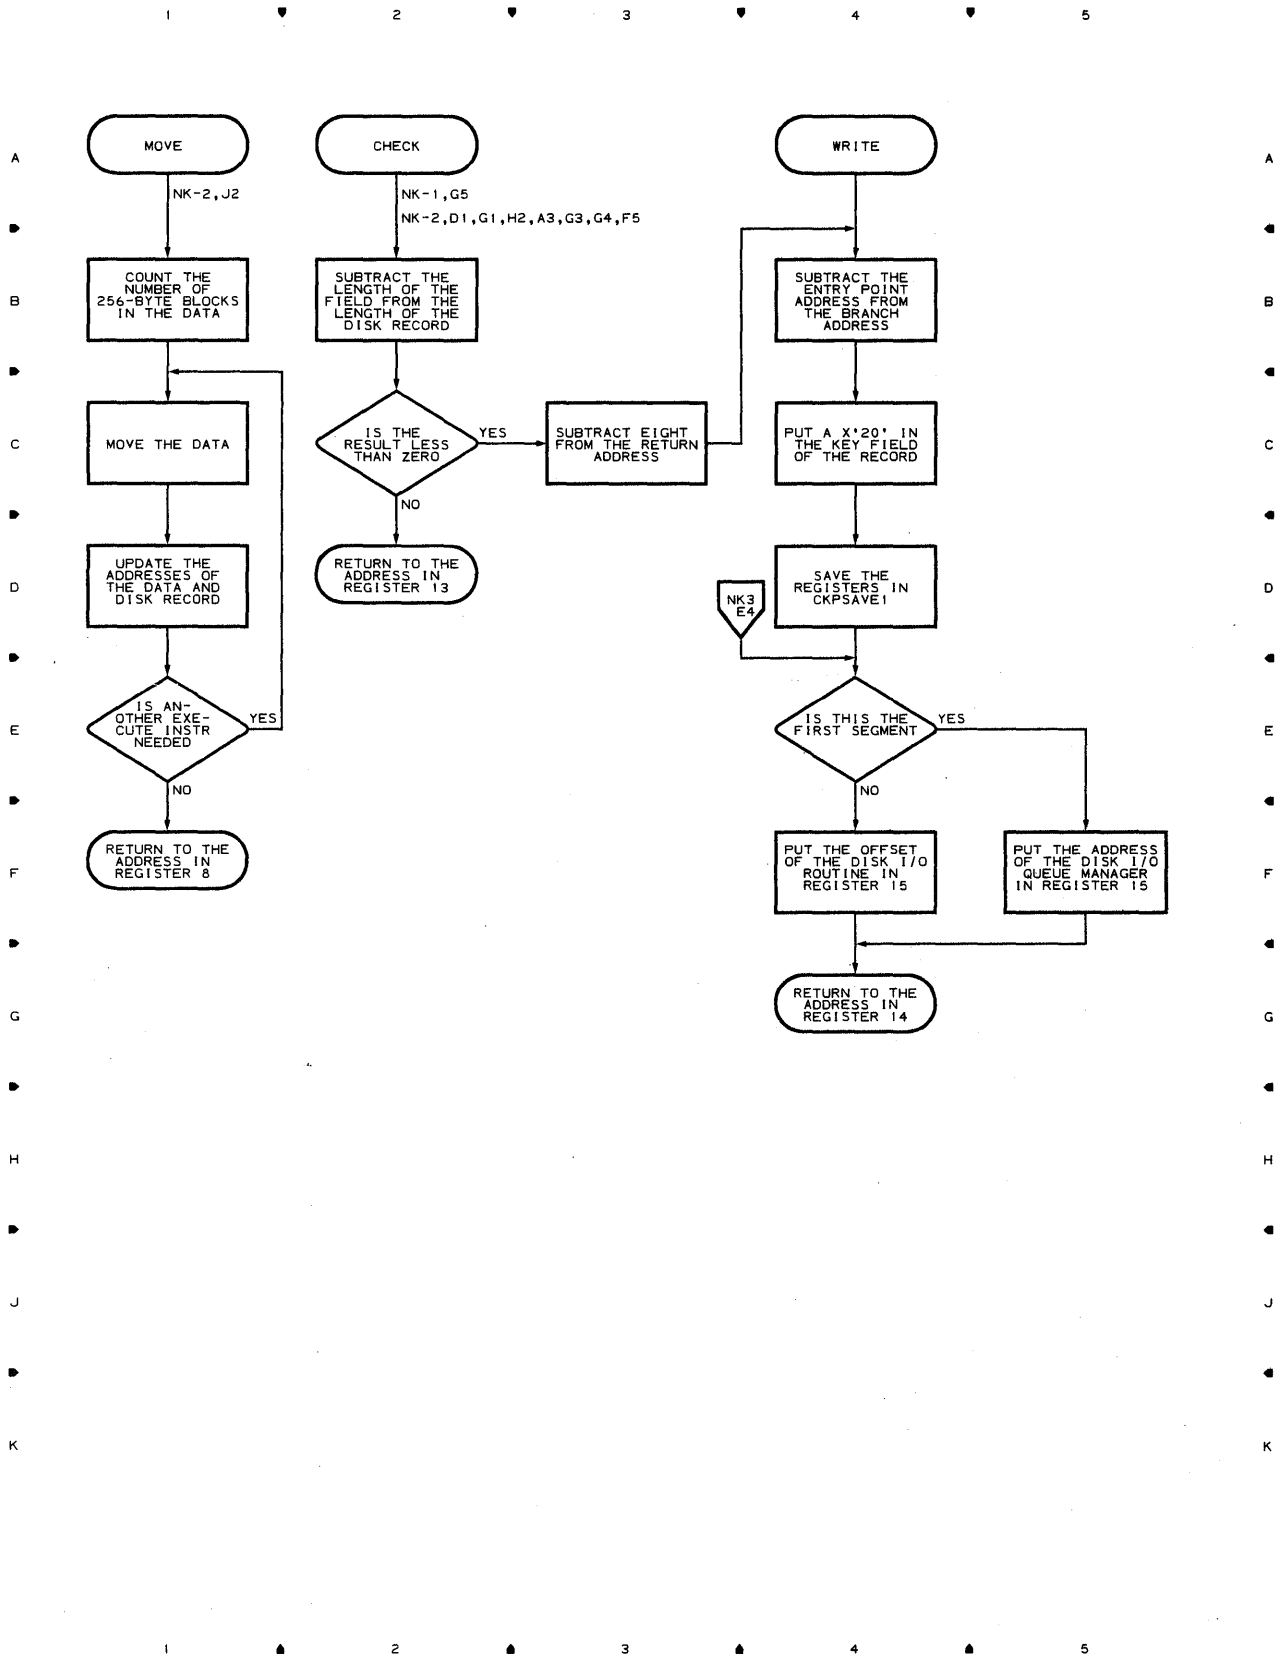 1 2 3 4 5
A
MOVE
CHECK
WRITE
A
NK-2,J2
NK-1,G5
NK-2,D1,G1,H2,A3,G3,G4,F5
B
COUNT THE
NUMBER OF
256-BYTE BLOCKS
IN THE DATA
SUBTRACT THE
LENGTH OF THE
FIELD FROM THE
LENGTH OF THE
DISK RECORD
SUBTRACT THE
ENTRY POINT
ADDRESS FROM
THE BRANCH
ADDRESS
B
C
MOVE THE DATA
IS THE
RESULT LESS
THAN ZERO
YES
NO
SUBTRACT EIGHT
FROM THE RETURN
ADDRESS
PUT A X'20' IN
THE KEY FIELD
OF THE RECORD
C
D
UPDATE THE
ADDRESSES OF
THE DATA AND
DISK RECORD
RETURN TO THE
ADDRESS IN
REGISTER 13
NK3
E4
SAVE THE
REGISTERS IN
CKPSAVE1
D
E
IS AN-
OTHER EXE-
CUTE INSTR
NEEDED
YES
NO
IS THIS THE
FIRST SEGMENT
YES
NO
E
F
RETURN TO THE
ADDRESS IN
REGISTER 8
PUT THE OFFSET
OF THE DISK I/O
ROUTINE IN
REGISTER 15
PUT THE ADDRESS
OF THE DISK I/O
QUEUE MANAGER
IN REGISTER 15
F
G
RETURN TO THE
ADDRESS IN
REGISTER 14
G
H
H
J
J
K
K
1 2 3 4 5